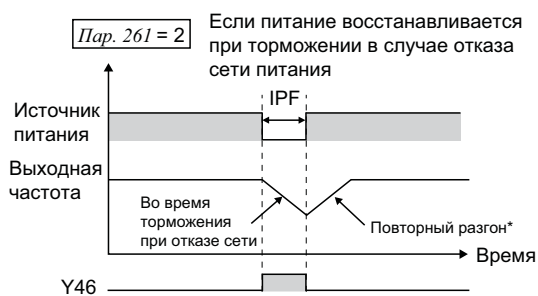 Пар. 261 = 2
Если питание восстанавливается
при торможении в случае отказа
сети питания
IPF
Источник
питания
Выходная
частота
Во время
торможения
при отказе сети
Повторный разгон*
Время
Y46